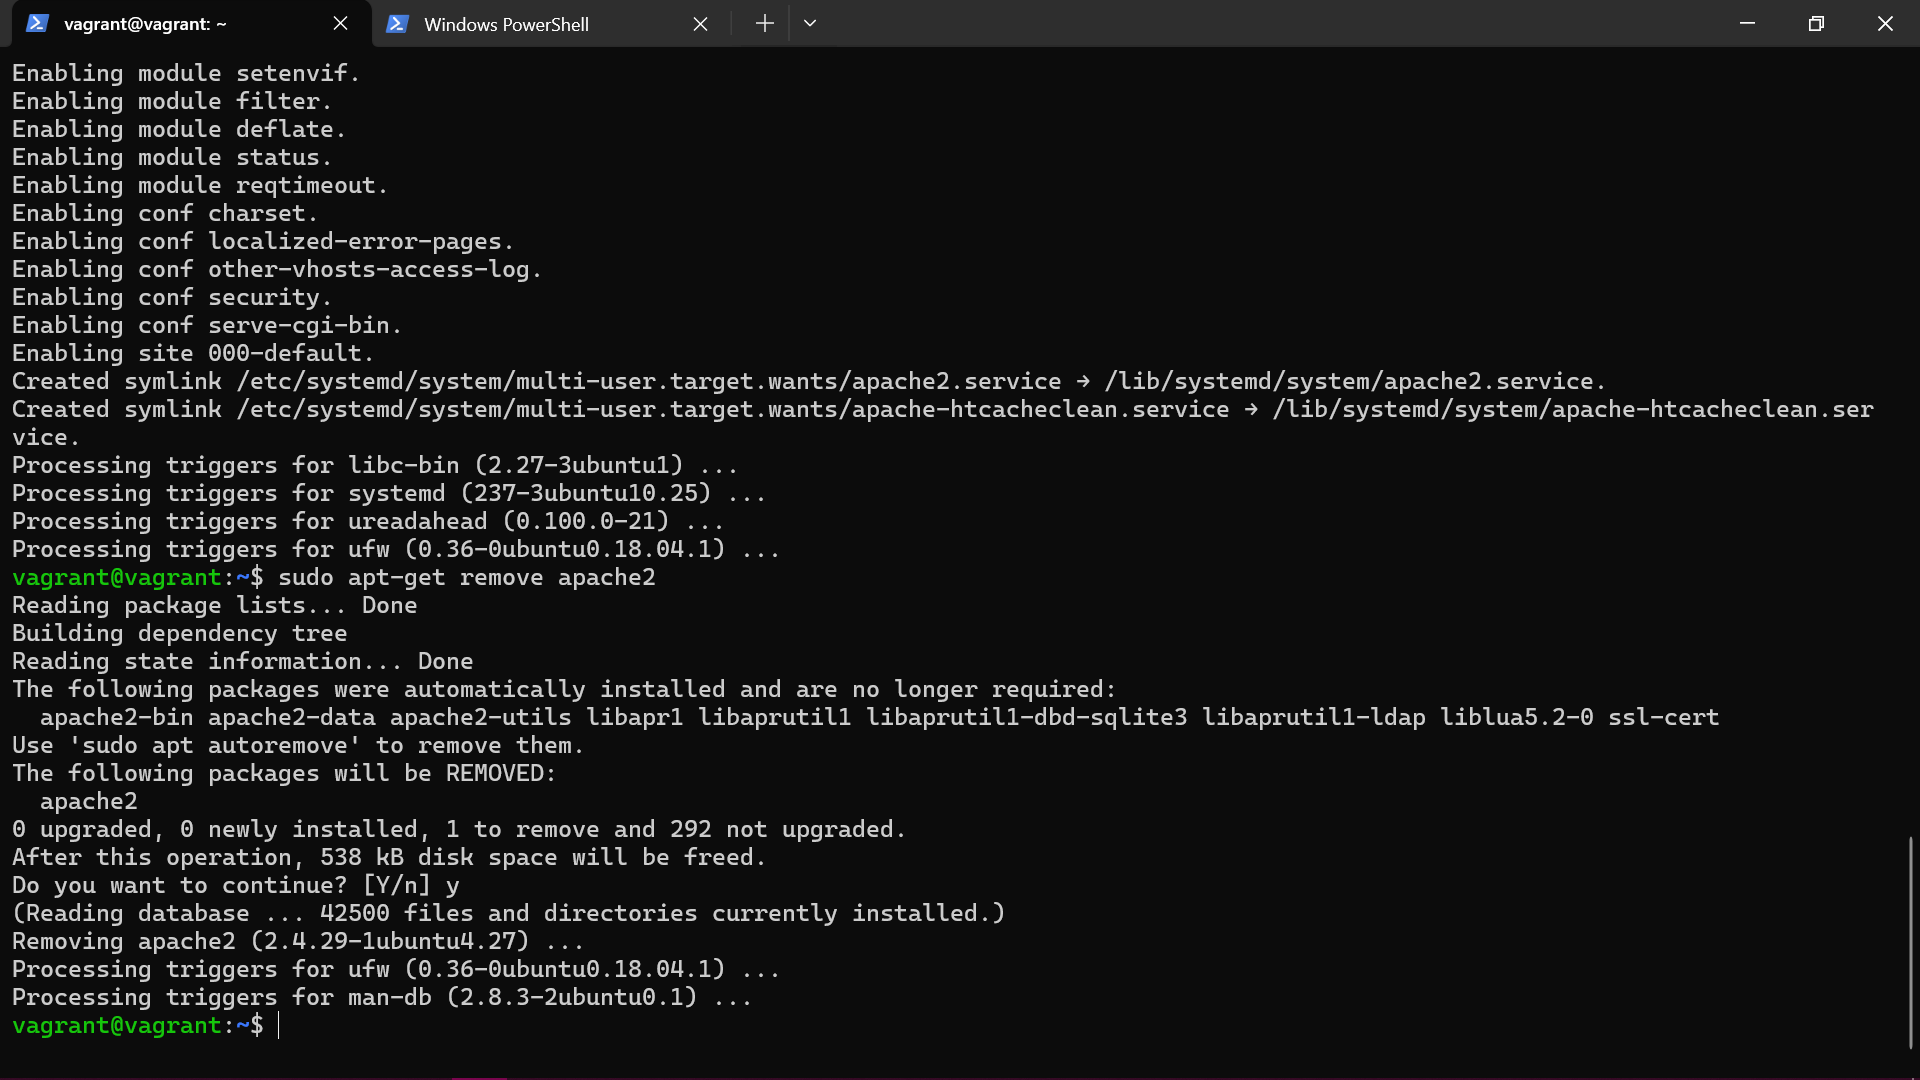 vagrant@vagrant: ~
Windows PowerShell
Enabling module setenvif.
Enabling module filter.
Enabling module deflate.
Enabling module status.
Enabling module reqtimeout.
Enabling conf charset.
Enabling conf localized-error-pages.
Enabling conf other-vhosts-access-log.
Enabling conf security.
Enabling conf serve-cgi-bin.
Enabling site 000-default.
Created symlink /etc/systemd/system/multi-user.target.wants/apache2.service → /lib/systemd/system/apache2.service.
Created symlink /etc/systemd/system/multi-user.target.wants/apache-htcacheclean.service → /lib/systemd/system/apache-htcacheclean.ser
vice.
Processing triggers for libc-bin (2.27-3ubuntu1) ...
Processing triggers for systemd (237-3ubuntu10.25) ...
Processing triggers for ureadahead (0.100.0-21) ...
Processing triggers for ufw (0.36-0ubuntu0.18.04.1) ...
vagrant@vagrant:~$ sudo apt-get remove apache2
Reading package lists... Done
Building dependency tree
Reading state information... Done
The following packages were automatically installed and are no longer required:
  apache2-bin apache2-data apache2-utils libapr1 libaprutil1 libaprutil1-dbd-sqlite3 libaprutil1-ldap liblua5.2-0 ssl-cert
Use 'sudo apt autoremove' to remove them.
The following packages will be REMOVED:
  apache2
0 upgraded, 0 newly installed, 1 to remove and 292 not upgraded.
After this operation, 538 kB disk space will be freed.
Do you want to continue? [Y/n] y
(Reading database ... 42500 files and directories currently installed.)
Removing apache2 (2.4.29-1ubuntu4.27) ...
Processing triggers for ufw (0.36-0ubuntu0.18.04.1) ...
Processing triggers for man-db (2.8.3-2ubuntu0.1) ...
vagrant@vagrant:~$